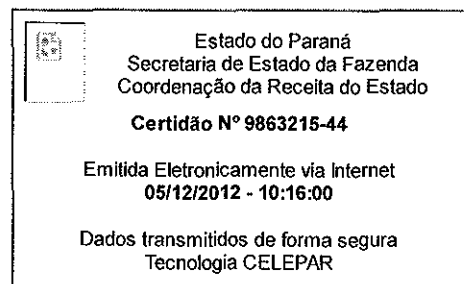 Estado do Paraná
Secretaria de Estado da Fazenda
Coordenação da Receita do Estado
Certidão Nº 9863215-44
Emitida Eletronicamente via Internet
05/12/2012 - 10:16:00
Dados transmitidos de forma segura
Tecnologia CELEPAR